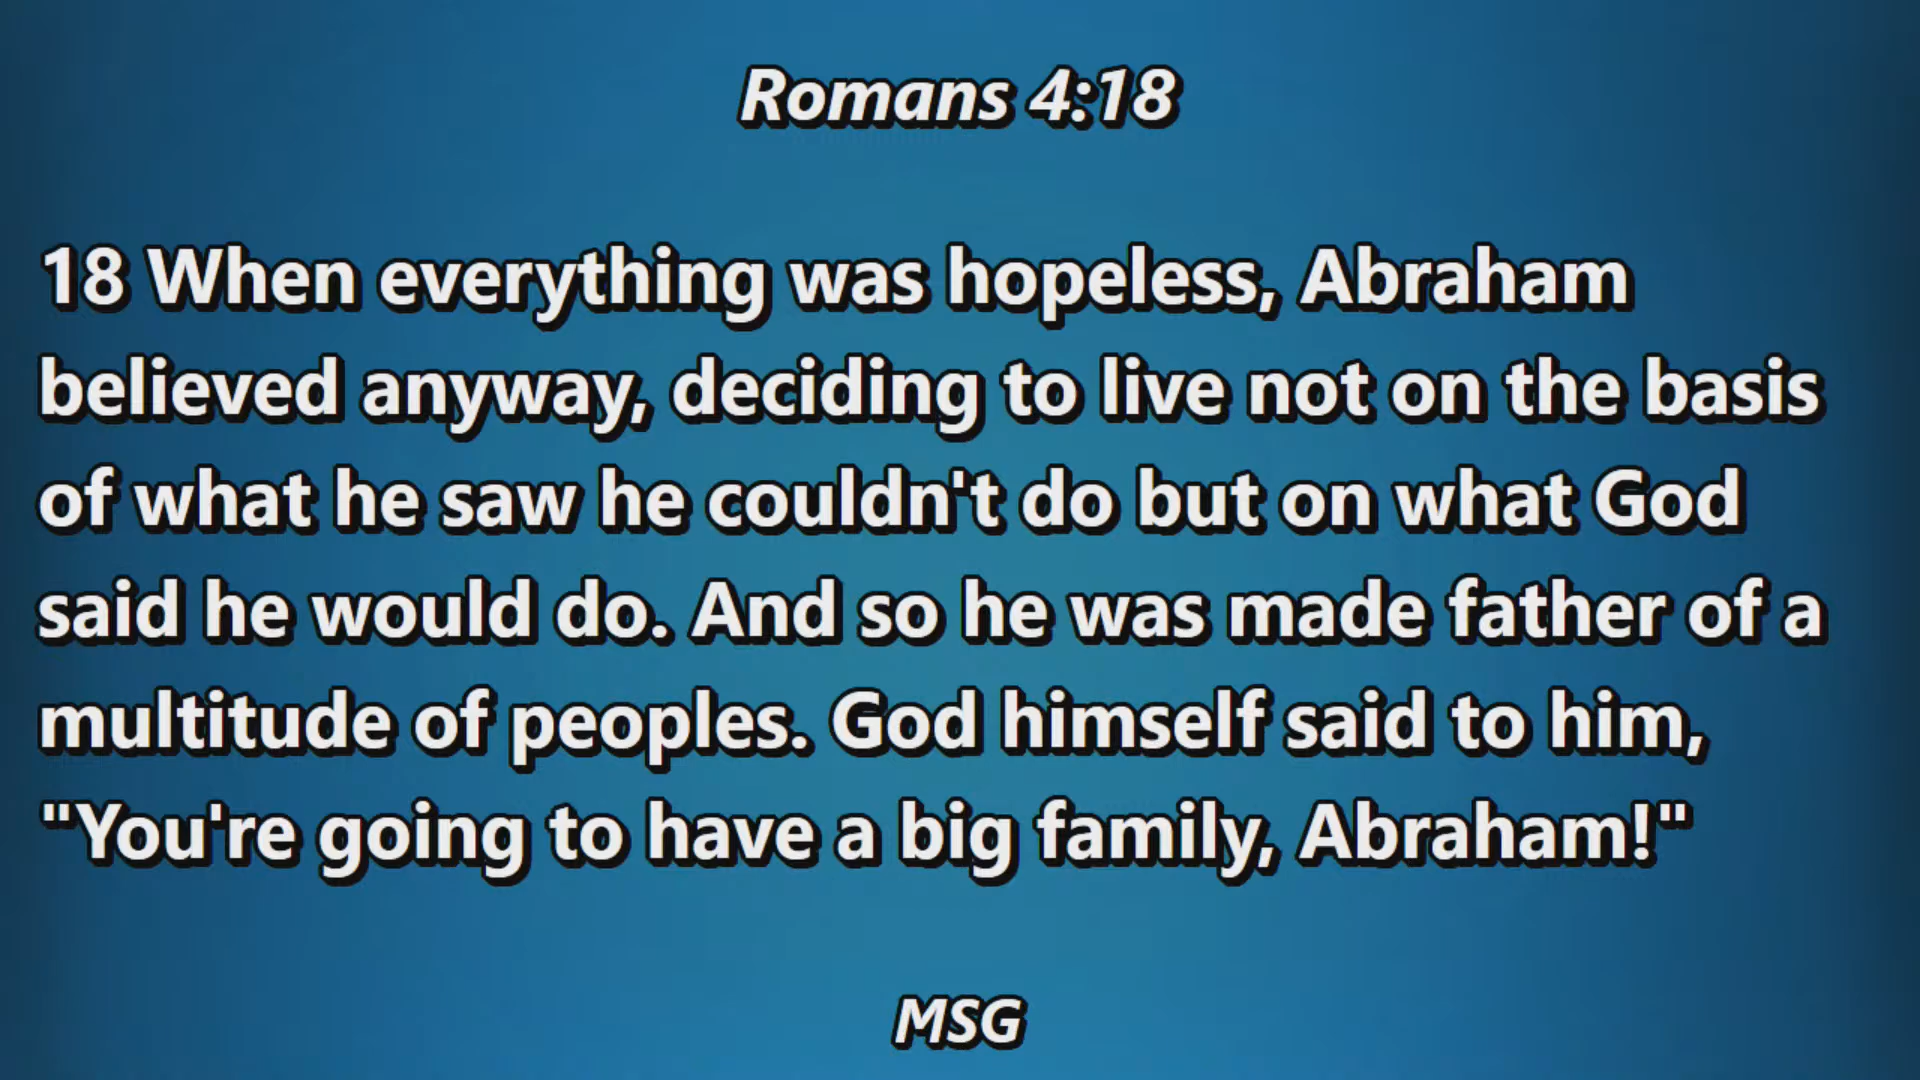 Romans 4:18
18 When everything was hopeless, Abraham
believed anyway, deciding to live not on the basis
of what he saw he couldn't do but on what God
said he would do. And so he was made father of a
multitude of peoples. God himself said to him,
"You're going to have a big family, Abraham!"
MSG